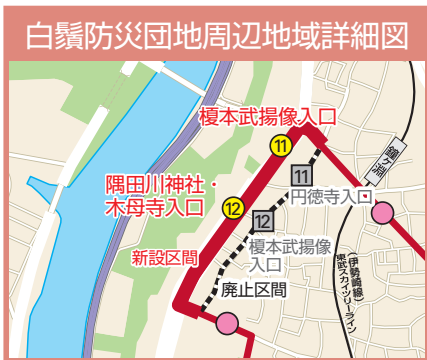 白鬚防災団地周辺地域詳細図
榎本武揚像入口
11
隅田川神社・
木母寺入口
12
新設区間
11
円徳寺入口
12
榎本武揚像
入口
廃止区間
鐘ヶ淵
(伊勢崎線)
東武スカイツリーライン